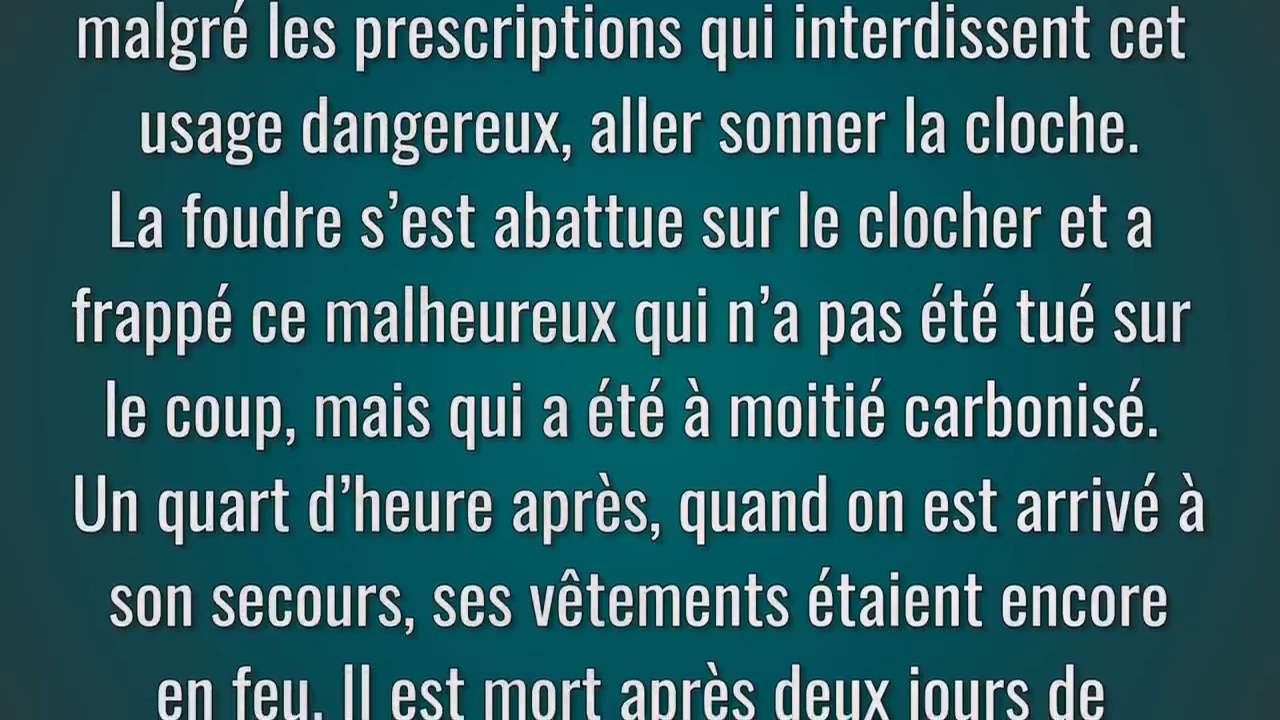 malgré les prescriptions qui interdissent cet
usage dangereux, aller sonner la cloche.
La foudre s’est abattue sur le clocher et a
frappé ce malheureux qui n’a pas été tué sur
le coup, mais qui a été à moitié carbonisé.
Un quart d’heure après, quand on est arrivé à
son secours, ses vêtements étaient encore
en feu. Il est mort après deux jours de